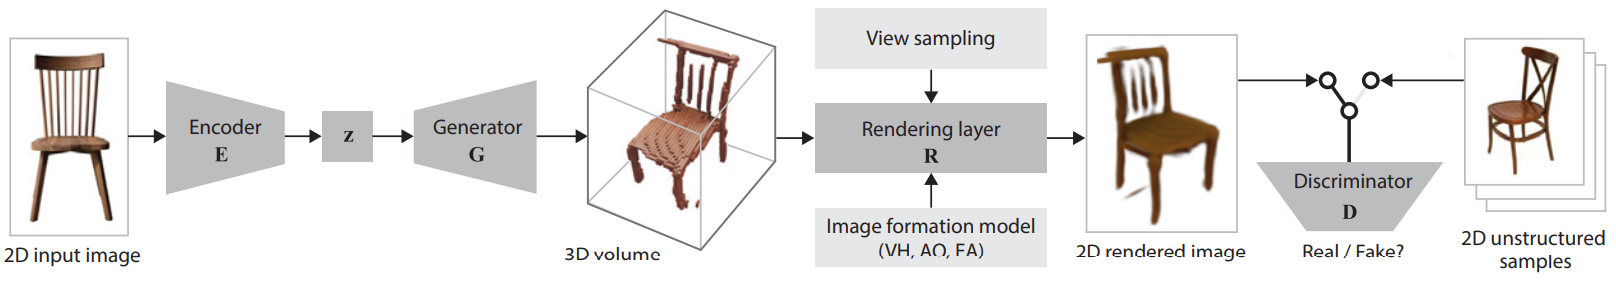 2D input image
Encoder
E
z
Generator
G
3D volume
View sampling
Rendering layer
R
Image formation model
(VH, AO, EA)
2D rendered image
Discriminator
D
Real / Fake?
2D unstructured
samples